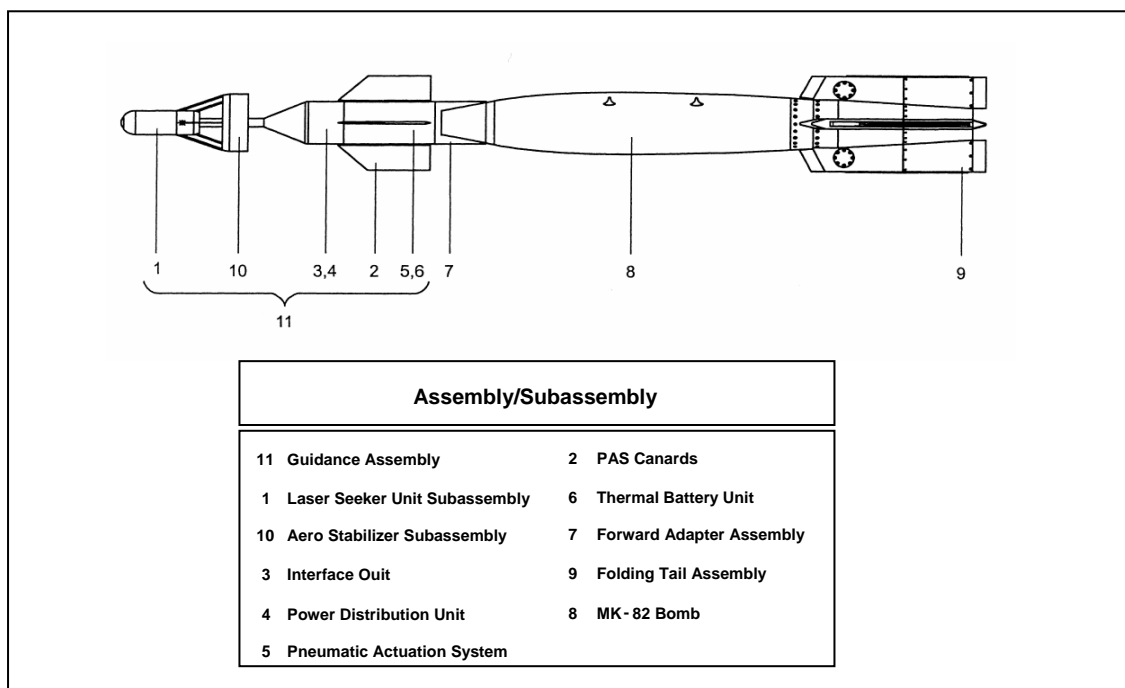 1 10 3,4 2 5,6 7 8 9
11
Assembly/Subassembly
11 Guidance Assembly 2 PAS Canards
1 Laser Seeker Unit Subassembly 6 Thermal Battery Unit
10 Aero Stabilizer Subassembly 7 Forward Adapter Assembly
3 Interface Ouit 9 Folding Tail Assembly
4 Power Distribution Unit 8 MK-82 Bomb
5 Pneumatic Actuation System